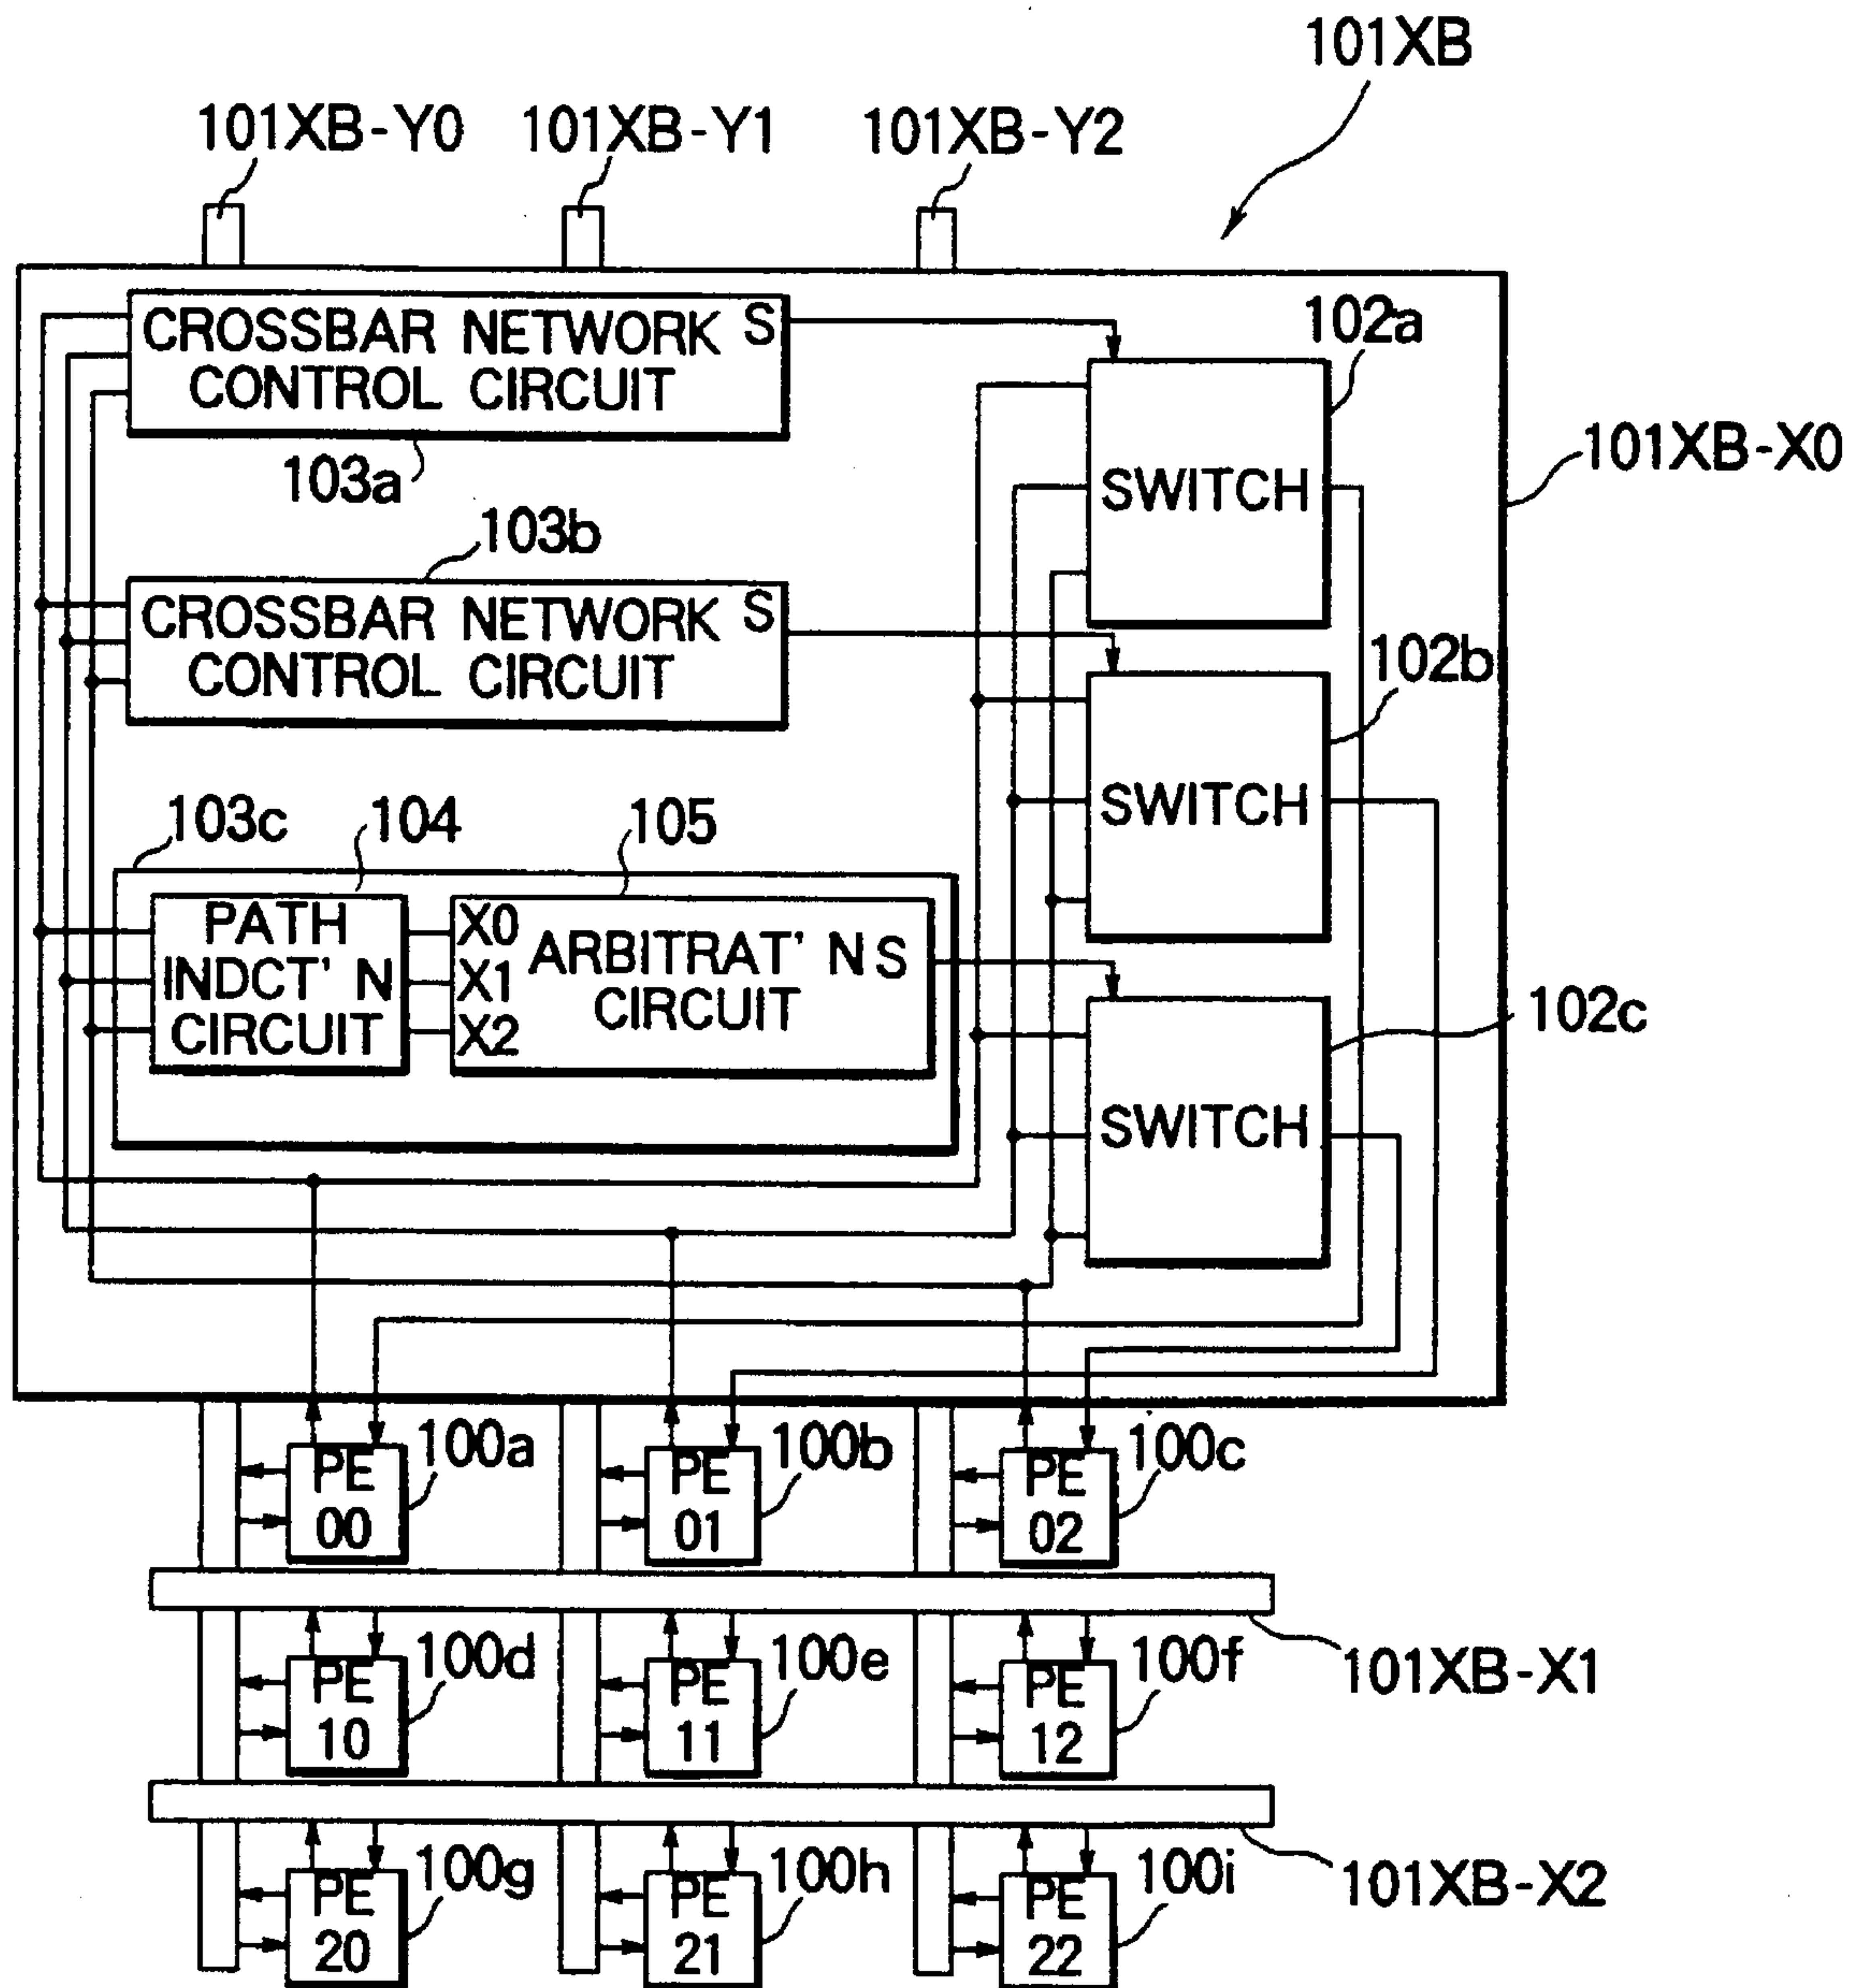 101XB
101XB-Y0
101XB-Y1
101XB-Y2
CROSSBAR NETWORK S
CONTROL CIRCUIT
103a
102a
SWITCH
101XB-X0
103b
CROSSBAR NETWORK S
CONTROL CIRCUIT
102b
SWITCH
103c
104
105
PATH
INDCT'N
CIRCUIT
X0
X1
X2
ARBITRAT'N S
CIRCUIT
102c
SWITCH
PE
00
100a
PE
01
100b
PE
02
100c
101XB-X1
PE
10
100d
PE
11
100e
PE
12
100f
101XB-X2
PE
20
100g
PE
21
100h
PE
22
100i